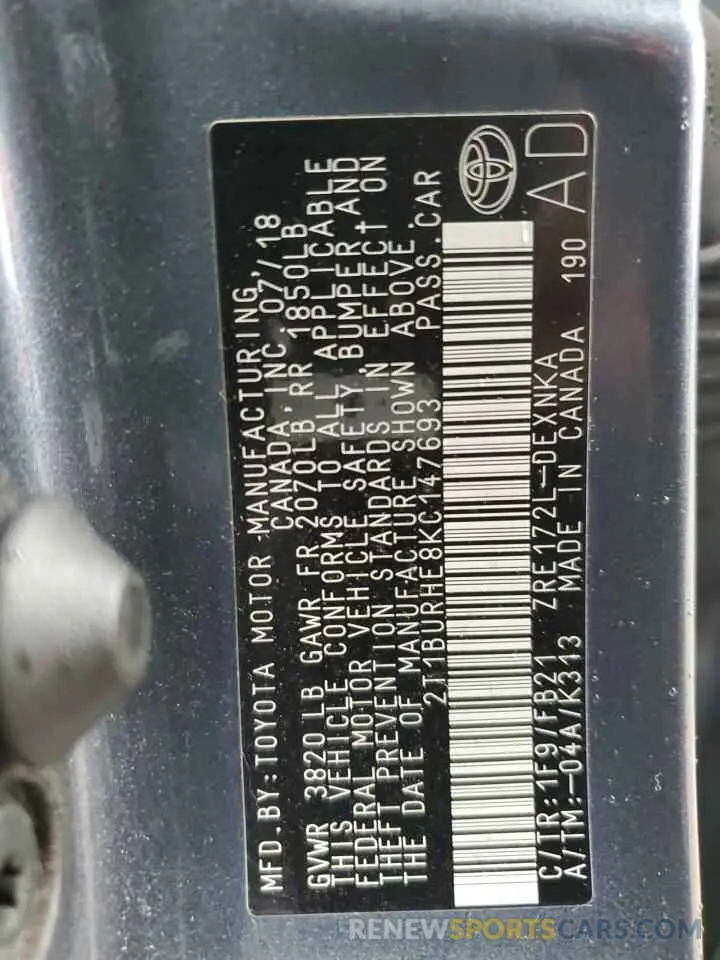 MFD. BY: TOYOTA MOTOR MANUFACTURING,
CANADA, INC. 07/18
GVWR 3820 LB GAWR FR 2070LB, RR 1850LB
THIS VEHICLE CONFORMS TO ALL APPLICABLE
FEDERAL MOTOR VEHICLE SAFETY, BUMPER, AND
THEFT PREVENTION STANDARDS IN EFFECT ON
THE DATE OF MANUFACTURE SHOWN ABOVE.
2T1BURHE8KC147693 PASS. CAR
C/TR: 1F9/FB21 ZRE172L-DEXNKA
A/TM:-04A/K313 MADE IN CANADA 190
AD
RENEWSPORTSCARS.COM